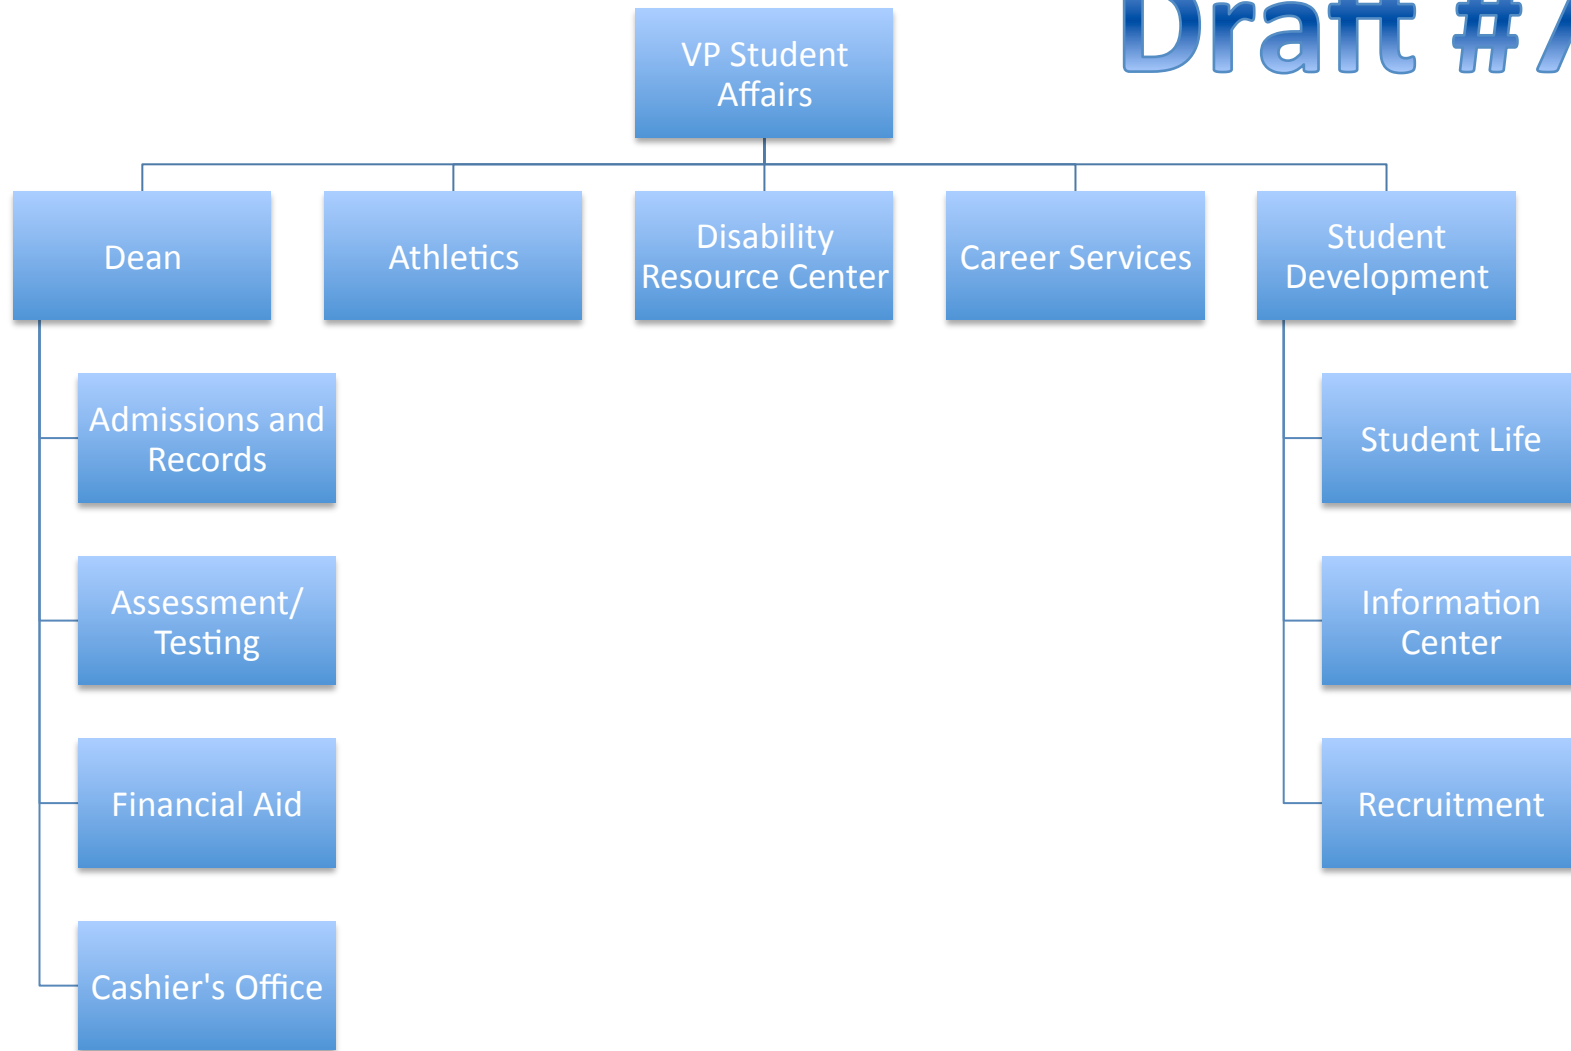 Draft #
VP Student
Affairs
Dean
Athletics
Disability
Resource Center
Career Services
Student
Development
Admissions and
Records
Student Life
Assessment/
Testing
Information
Center
Financial Aid
Recruitment
Cashier's Office